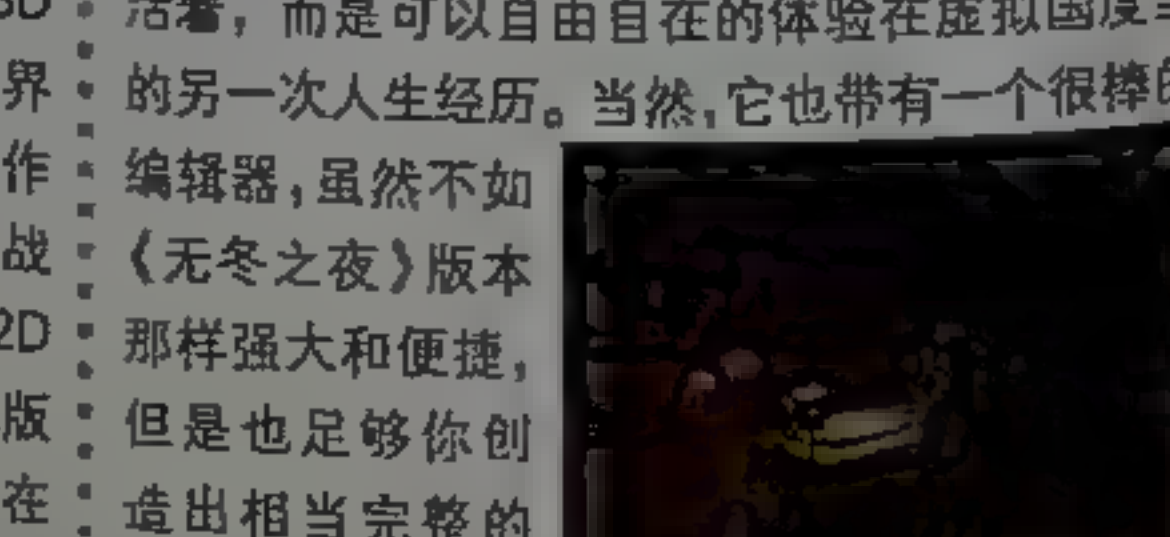 3D
界
作
战
2D
版
在
活着，而是可以自由自在的体验在虚拟国度
的另一次人生经历。当然，它也带有一个很棒的
编辑器，虽然不如
《无冬之夜》版本
那样强大和便捷，
但是也足够你创
造出相当完整的